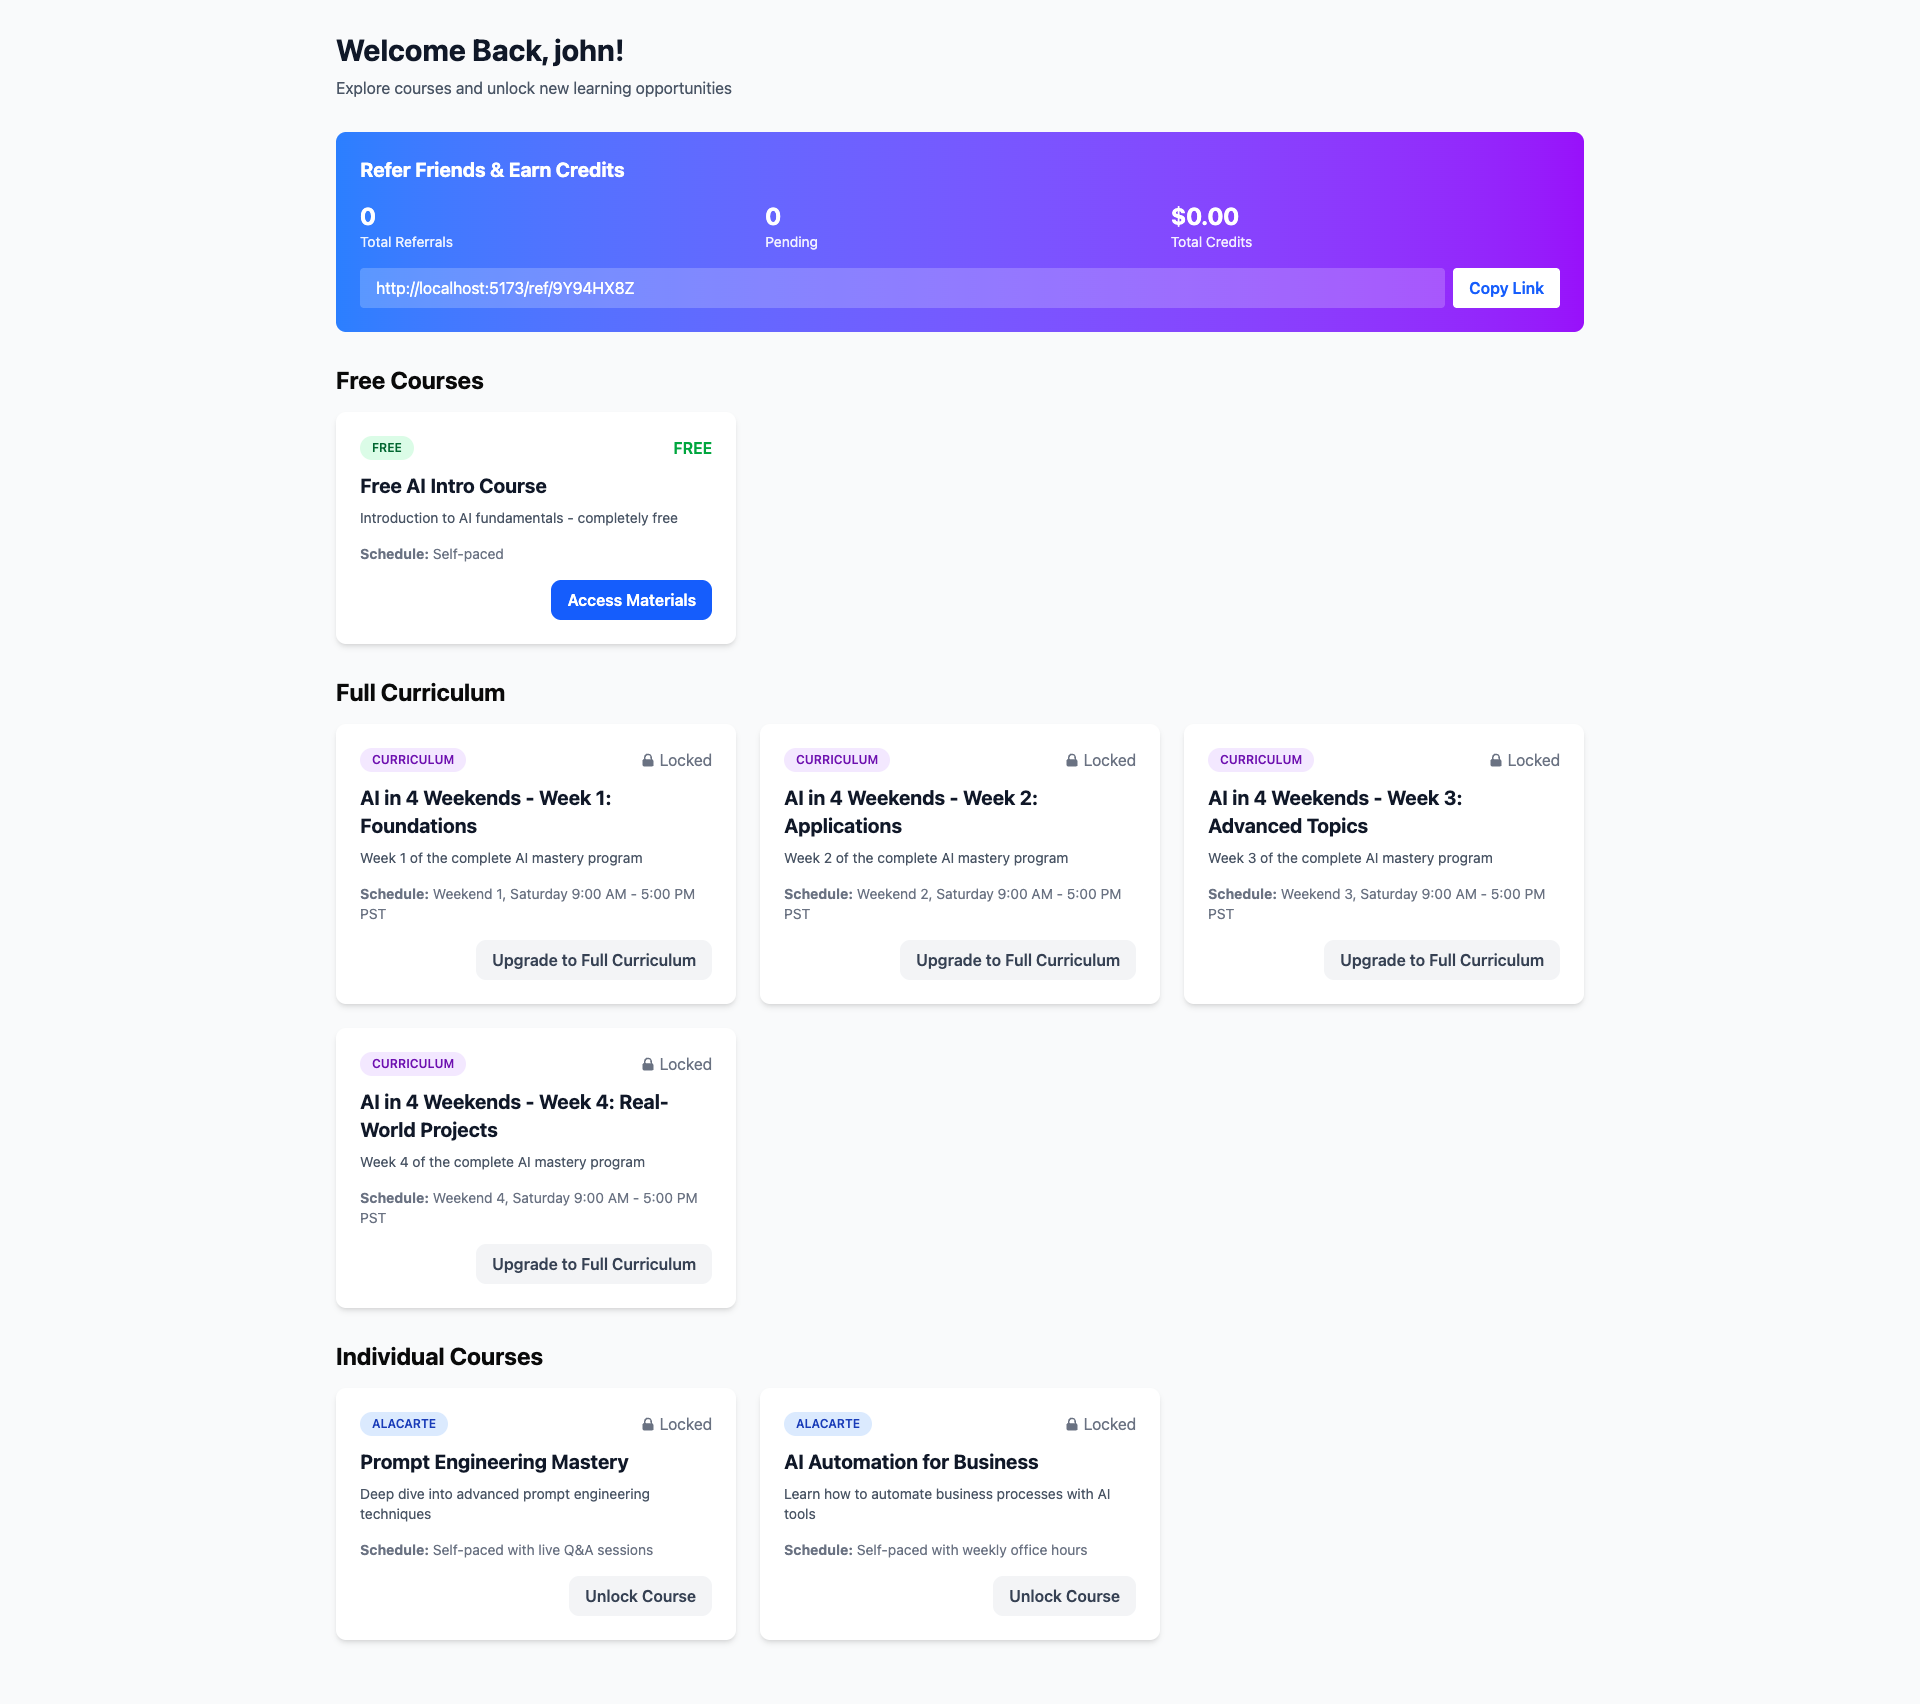 Welcome Back, john!
Explore courses and unlock new learning opportunities
Refer Friends & Earn Credits
0
Total Referrals
0
Pending
$0.00
Total Credits
http://localhost:5173/ref/9Y94HX8Z
Copy Link
Free Courses
FREE
FREE
Free AI Intro Course
Introduction to AI fundamentals - completely free
Schedule: Self-paced
Access Materials
Full Curriculum
CURRICULUM
Locked
AI in 4 Weekends - Week 1:
Foundations
Week 1 of the complete AI mastery program
Schedule: Weekend 1, Saturday 9:00 AM - 5:00 PM
PST
Upgrade to Full Curriculum
CURRICULUM
Locked
AI in 4 Weekends - Week 2:
Applications
Week 2 of the complete AI mastery program
Schedule: Weekend 2, Saturday 9:00 AM - 5:00 PM
PST
Upgrade to Full Curriculum
CURRICULUM
Locked
AI in 4 Weekends - Week 3:
Advanced Topics
Week 3 of the complete AI mastery program
Schedule: Weekend 3, Saturday 9:00 AM - 5:00 PM
PST
Upgrade to Full Curriculum
CURRICULUM
Locked
AI in 4 Weekends - Week 4: Real-
World Projects
Week 4 of the complete AI mastery program
Schedule: Weekend 4, Saturday 9:00 AM - 5:00 PM
PST
Upgrade to Full Curriculum
Individual Courses
ALACARTE
Locked
Prompt Engineering Mastery
Deep dive into advanced prompt engineering
techniques
Schedule: Self-paced with live Q&A sessions
Unlock Course
ALACARTE
Locked
AI Automation for Business
Learn how to automate business processes with AI
tools
Schedule: Self-paced with weekly office hours
Unlock Course